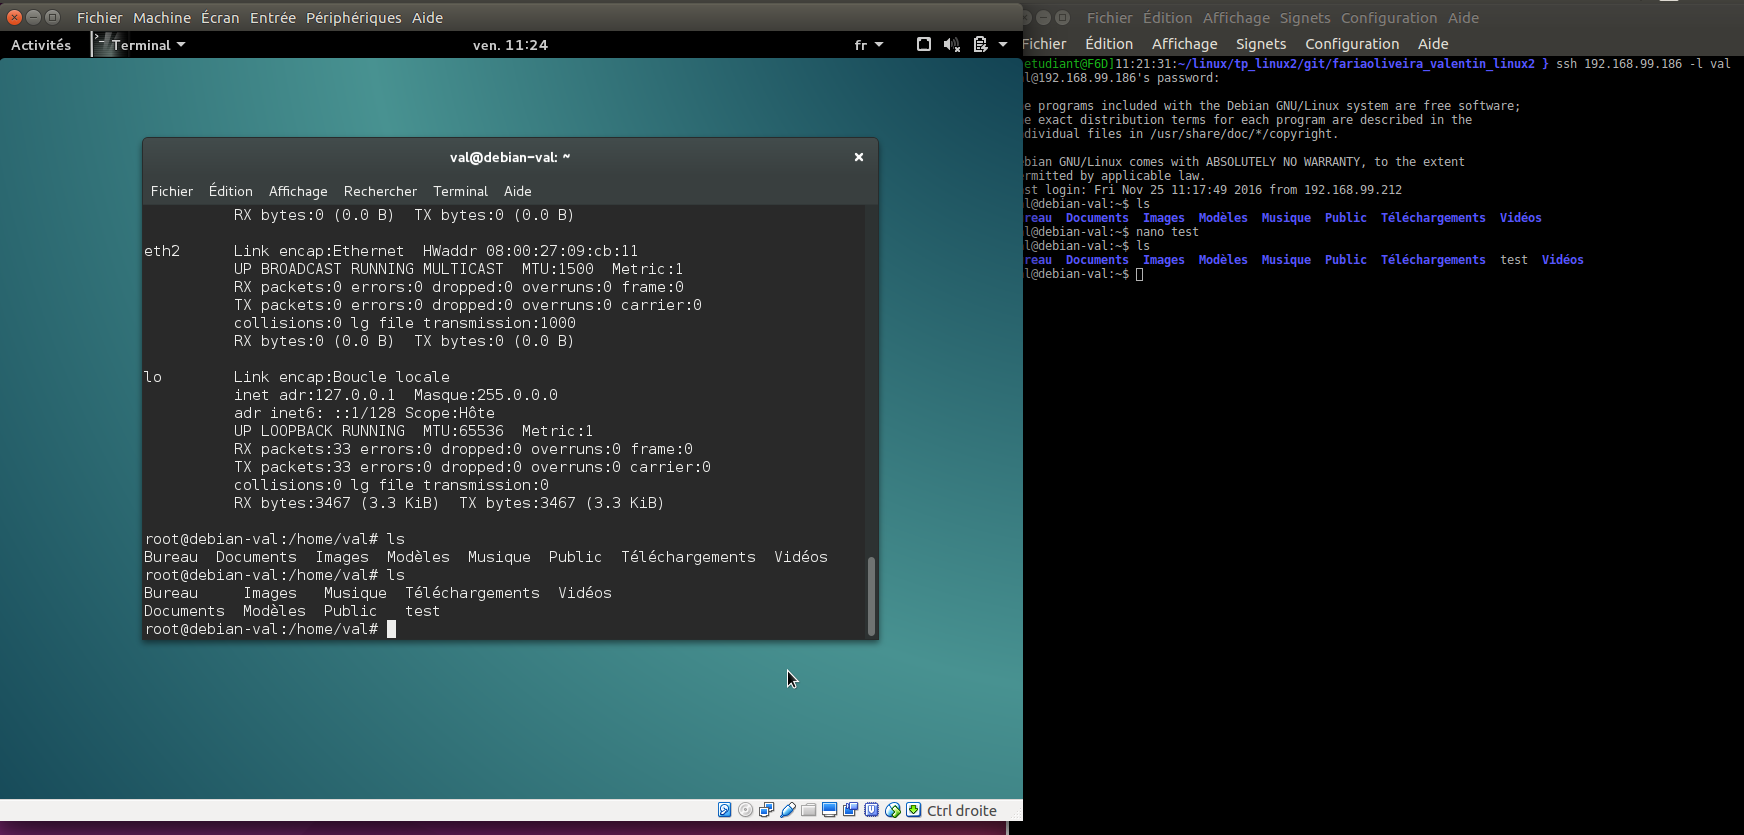 Fichier Machine Écran Entrée Périphériques Aide
Activités Terminal ven. 11:24 fr
val@debian-val: ~
Fichier Édition Affichage Rechercher Terminal Aide
RX bytes:0 (0.0 B)  TX bytes:0 (0.0 B)
eth2      Link encap:Ethernet  HWaddr 08:00:27:09:cb:11
UP BROADCAST RUNNING MULTICAST  MTU:1500  Metric:1
RX packets:0 errors:0 dropped:0 overruns:0 frame:0
TX packets:0 errors:0 dropped:0 overruns:0 carrier:0
collisions:0 lg file transmission:1000
RX bytes:0 (0.0 B)  TX bytes:0 (0.0 B)
lo        Link encap:Boucle locale
inet adr:127.0.0.1  Masque:255.0.0.0
adr inet6: ::1/128 Scope:Hôte
UP LOOPBACK RUNNING  MTU:65536  Metric:1
RX packets:33 errors:0 dropped:0 overruns:0 frame:0
TX packets:33 errors:0 dropped:0 overruns:0 carrier:0
collisions:0 lg file transmission:0
RX bytes:3467 (3.3 KiB)  TX bytes:3467 (3.3 KiB)
root@debian-val:/home/val# ls
Bureau  Documents  Images  Modèles  Musique  Public  Téléchargements  Vidéos
root@debian-val:/home/val# ls
Bureau     Images   Musique  Téléchargements  Vidéos
Documents  Modèles  Public   test
root@debian-val:/home/val#
Ctrl droite
Fichier Édition Affichage Signets Configuration Aide
Fichier Édition Affichage Signets Configuration Aide
etudiant@F6D]11:21:31:~/linux/tp_linux2/git/fariaoliveira_valentin_linux2 } ssh 192.168.99.186 -l val
l@192.168.99.186's password:
e programs included with the Debian GNU/Linux system are free software;
e exact distribution terms for each program are described in the
dividual files in /usr/share/doc/*/copyright.
bian GNU/Linux comes with ABSOLUTELY NO WARRANTY, to the extent
rmitted by applicable law.
st login: Fri Nov 25 11:17:49 2016 from 192.168.99.212
l@debian-val:~$ ls
reau  Documents  Images  Modèles  Musique  Public  Téléchargements  Vidéos
l@debian-val:~$ nano test
l@debian-val:~$ ls
reau  Documents  Images  Modèles  Musique  Public  Téléchargements  test  Vidéos
l@debian-val:~$